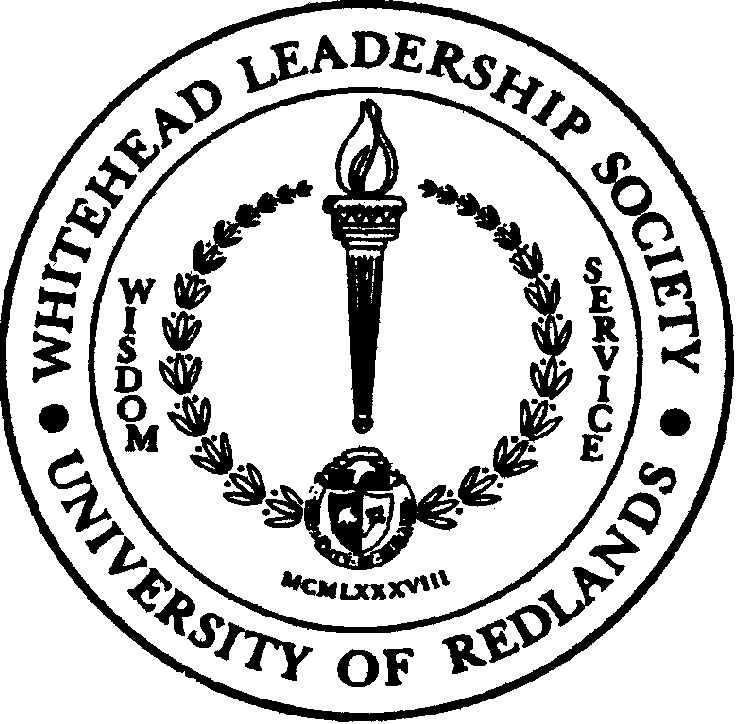 WHITEHEAD LEADERSHIP SOCIETY
WISDOM
SERVICE
MCMLXXXVIII
UNIVERSITY OF REDLANDS